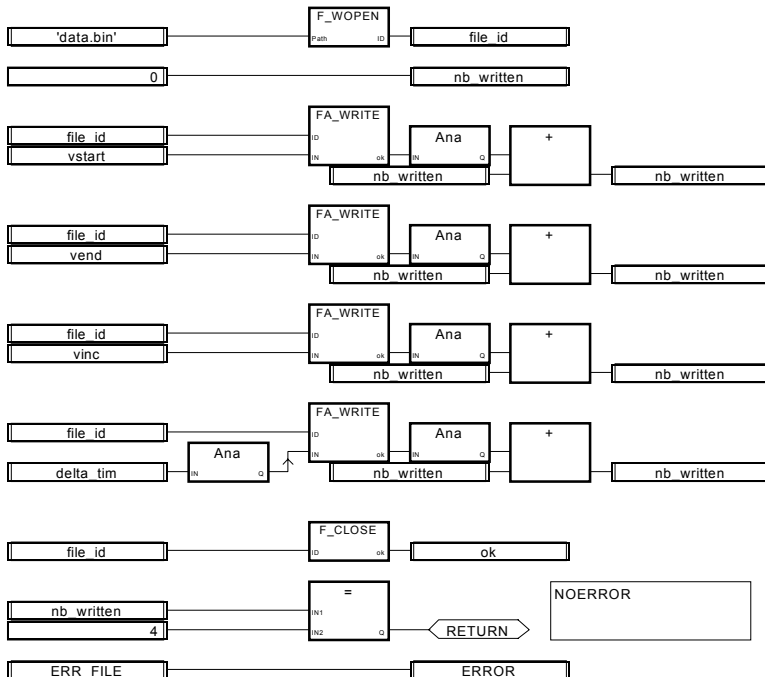 F_WOPEN
'data.bin' Path ID file_id
0 nb_written
FA_WRITE
file_id ID Ana +
vstart IN ok IN Q
nb_written nb_written
FA_WRITE
file_id ID Ana +
vend IN ok IN Q
nb_written nb_written
FA_WRITE
file_id ID Ana +
vinc IN ok IN Q
nb_written nb_written
FA_WRITE
file_id ID Ana +
Ana IN ok IN Q
delta_tim IN Q nb_written nb_written
F_CLOSE
file_id ID ok ok
= NOERROR
nb_written IN1
4 IN2 Q RETURN
ERR_FILE ERROR